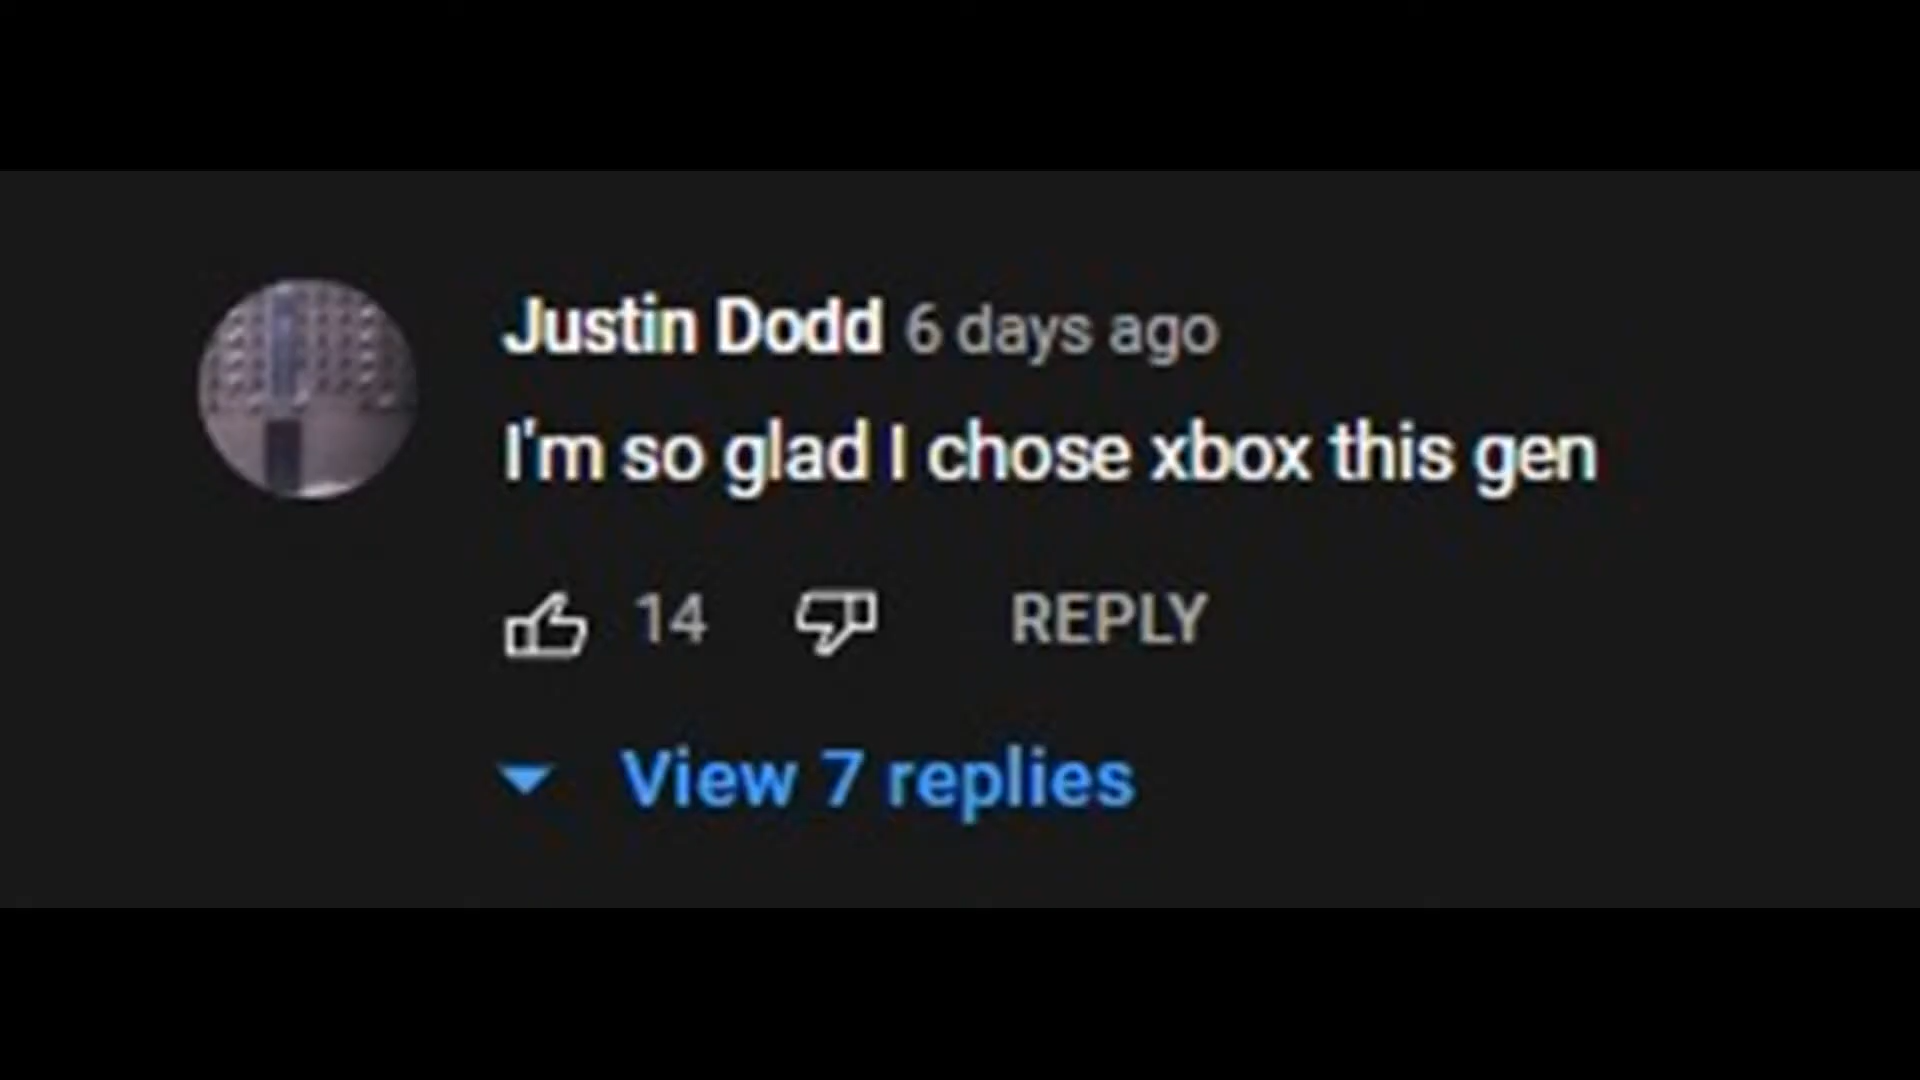 Justin Dodd 6 days ago
I'm so glad I chose xbox this gen
14 REPLY
View 7 replies